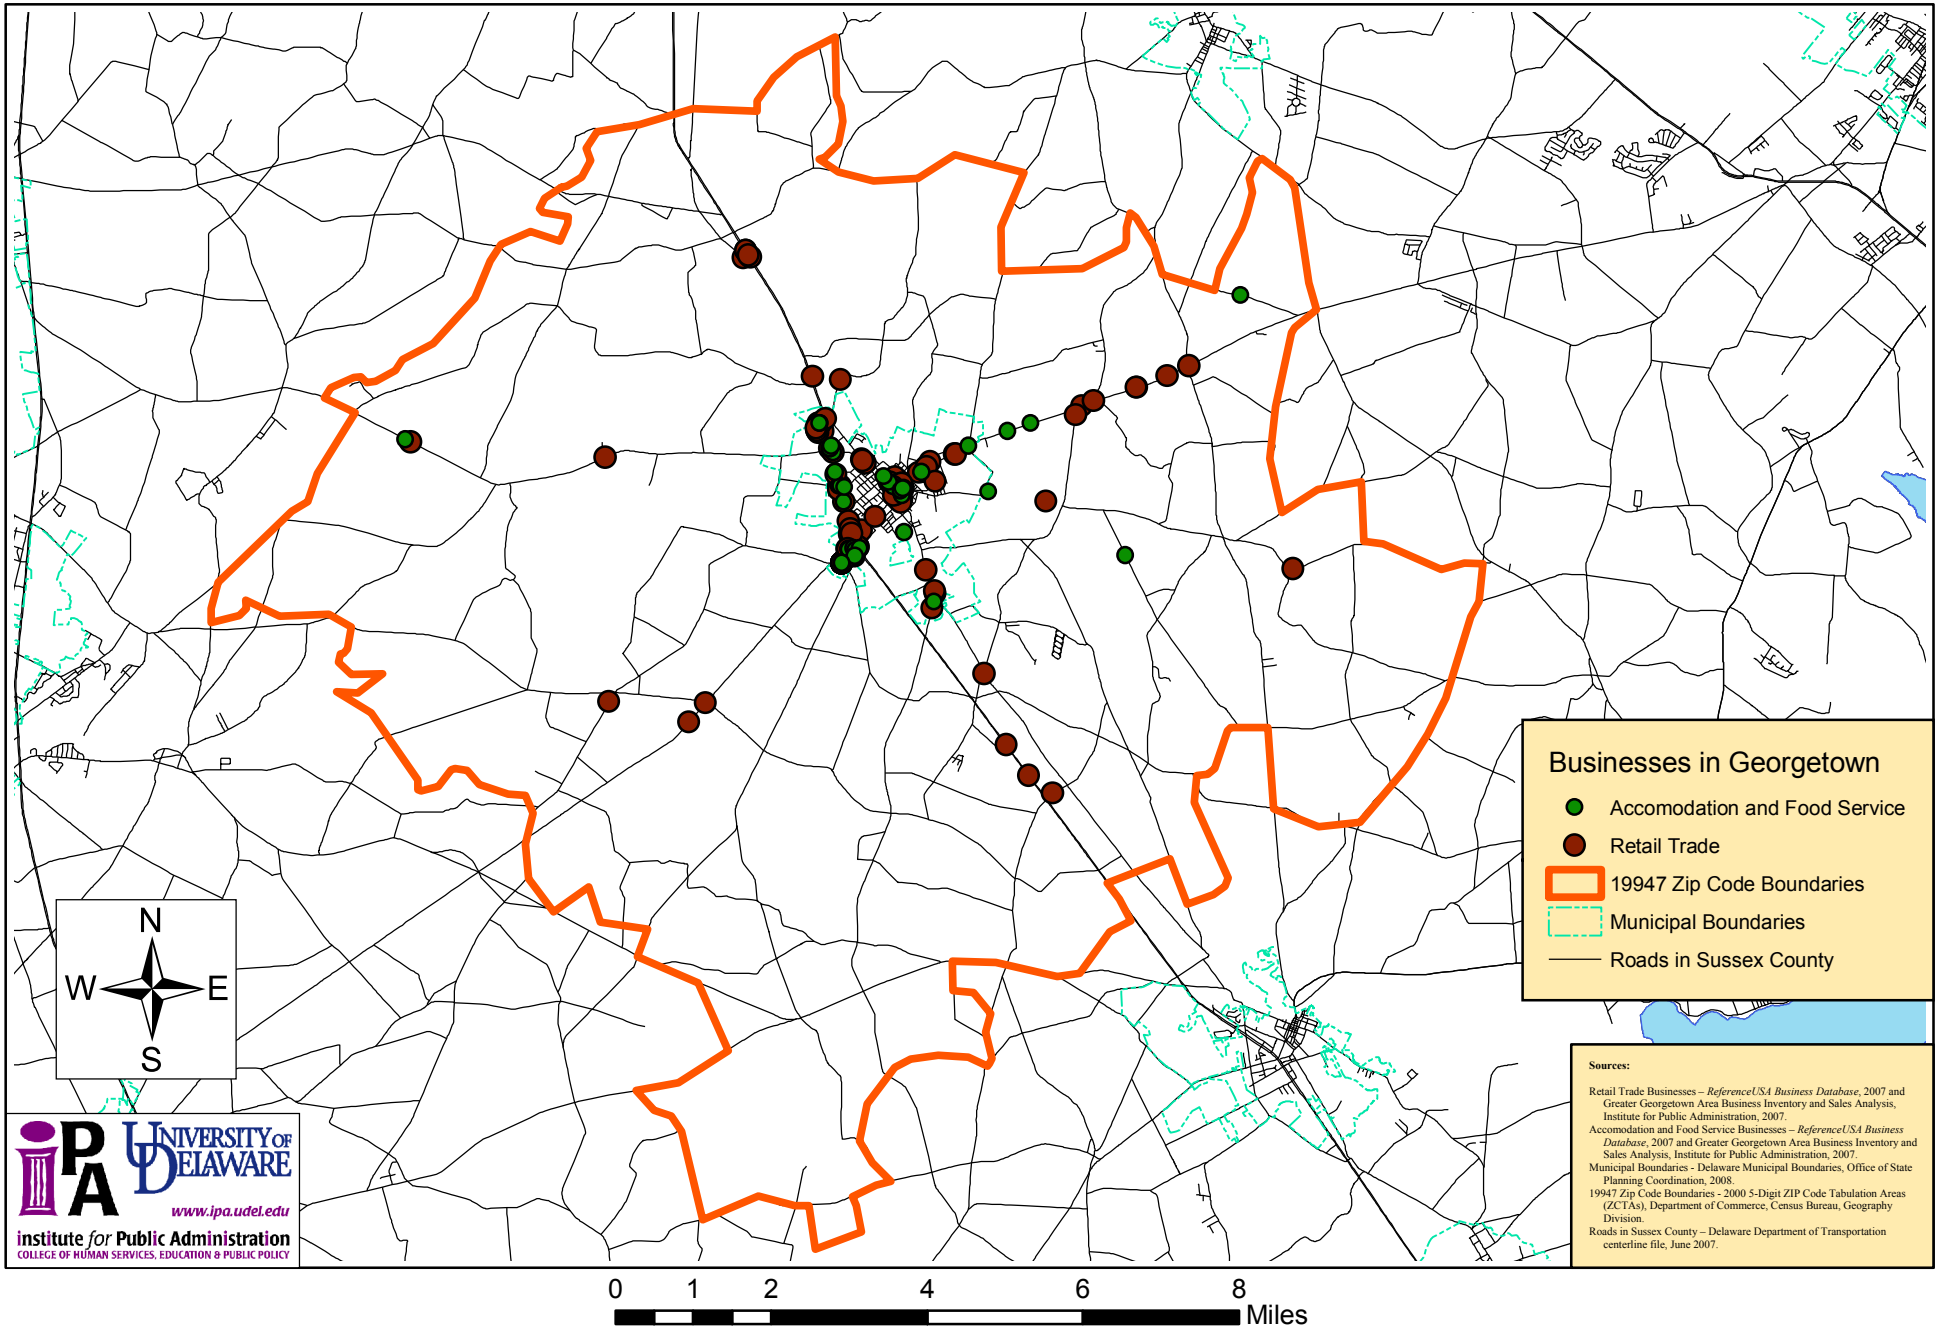 Businesses in Georgetown
Accomodation and Food Service
Retail Trade
19947 Zip Code Boundaries
Municipal Boundaries
Roads in Sussex County
N
W E
S
Sources:
Retail Trade Businesses – ReferenceUSA Business Database, 2007 and
Greater Georgetown Area Business Inventory and Sales Analysis,
Institute for Public Administration, 2007.
Accomodation and Food Service Businesses – ReferenceUSA Business
Database, 2007 and Greater Georgetown Area Business Inventory and
Sales Analysis, Institute for Public Administration, 2007.
Municipal Boundaries - Delaware Municipal Boundaries, Office of State
Planning Coordination, 2008.
19947 Zip Code Boundaries - 2000 5-Digit ZIP Code Tabulation Areas
(ZCTAs), Department of Commerce, Census Bureau, Geography
Division.
Roads in Sussex County – Delaware Department of Transportation
centerline file, June 2007.
iPA
UNIVERSITY OF
DELAWARE
www.ipa.udel.edu
institute for Public Administration
COLLEGE OF HUMAN SERVICES, EDUCATION & PUBLIC POLICY
0 1 2 4 6 8
Miles